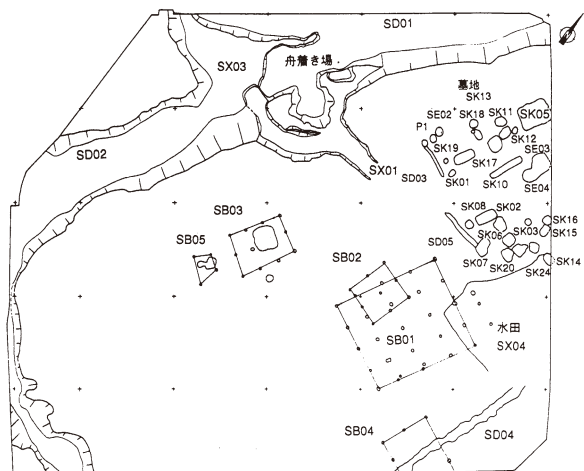 SD01
舟着き場
SX03
墓地
SK13
SE02
SK18
SK11
SK05
P1
SK12
SK19
SE03
SD02
SX01
SK17
SD03
SK01
SK10
SE04
SK08
SK02
SB03
SK16
SK03
SK15
SB05
SD05
SK06
SB02
SK07
SK20
SK24
SK14
水田
SB01
SX04
SB04
SD04